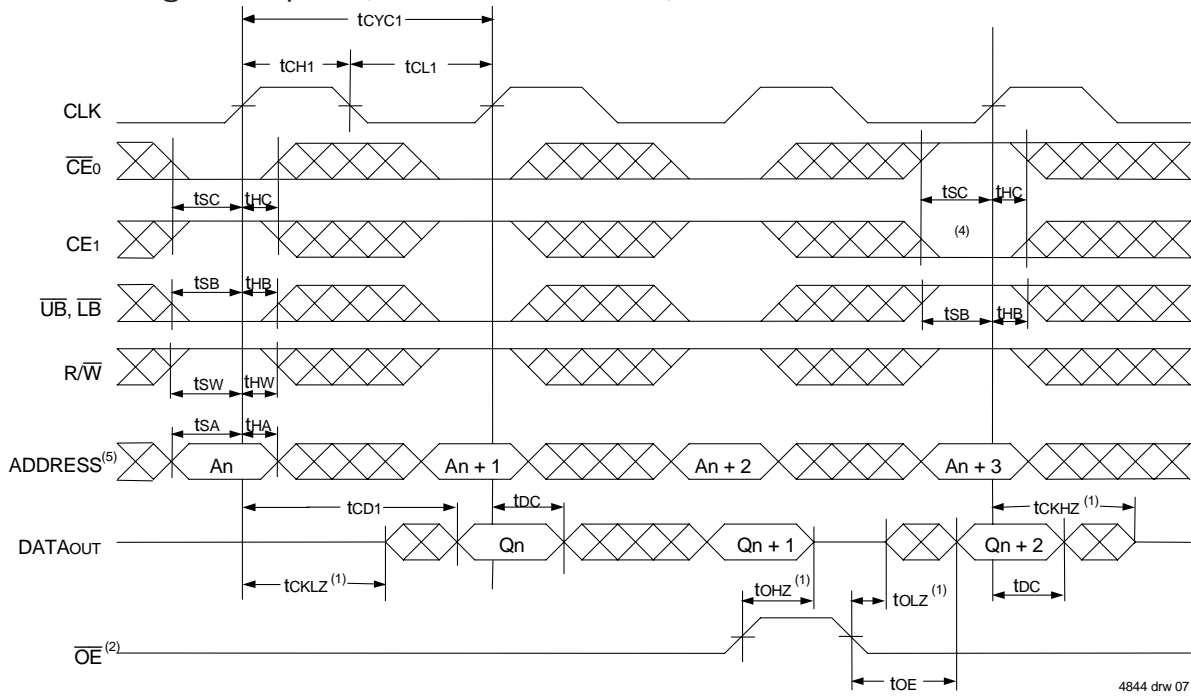 tCYC1
tCH1 tCL1
CLK
CE0
tSC tHC tSC tHC
CE1 (4)
tSB tHB
UB, LB
tSB tHB
R/W
tSW tHW
tSA tHA
ADDRESS(5) An An + 1 An + 2 An + 3
tCD1 tDC tCKHZ (1)
DATAOUT Qn Qn + 1 Qn + 2
tCKLZ (1) tOHZ (1) tOLZ (1) tDC
OE (2)
tOE
4844 drw 07